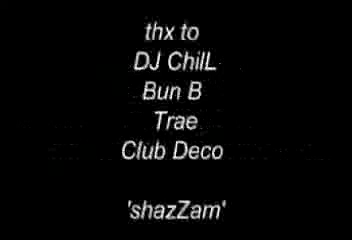 thx to
DJ ChilL
Bun B
Trae
Club Deco
'shazZam'